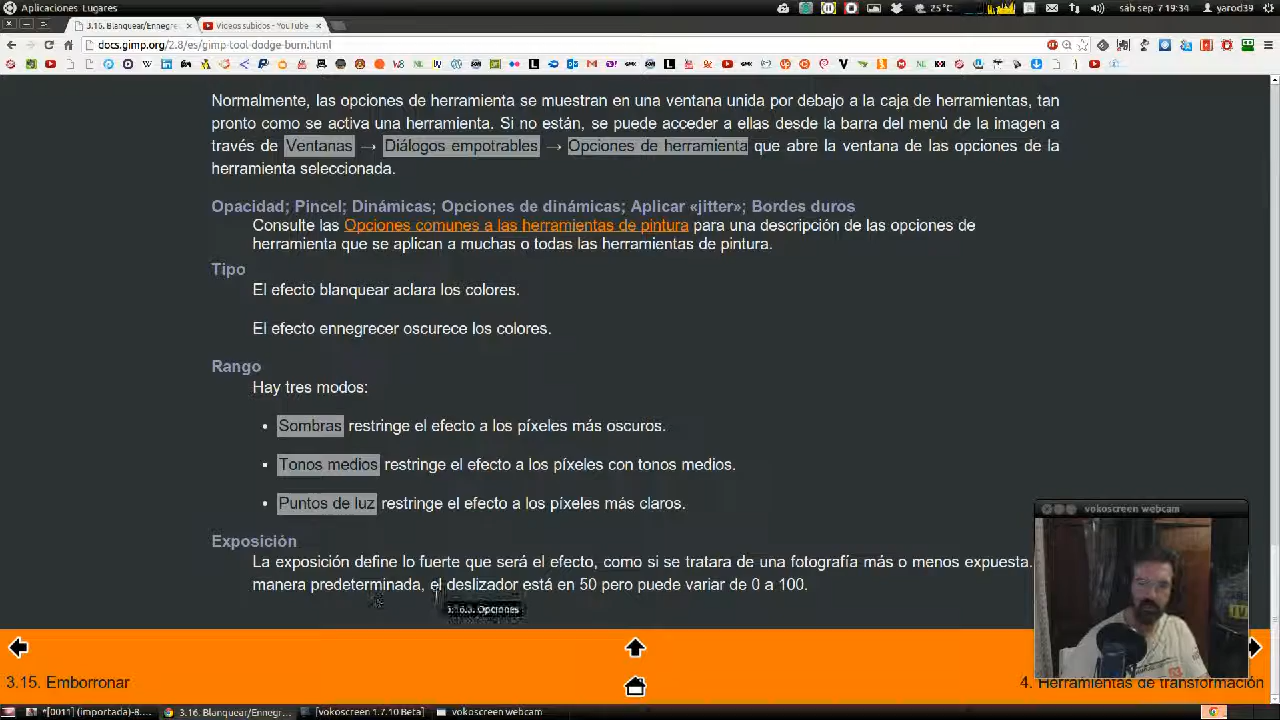 Aplicaciones Lugares
25°C
sáb sep 7 19:34
yarod39
3.16. Blanquear/Ennegre
Vídeos subidos - YouTube
docs.gimp.org/2.8/es/gimp-tool-dodge-burn.html
Normalmente, las opciones de herramienta se muestran en una ventana unida por debajo a la caja de herramientas, tan
pronto como se activa una herramienta. Si no están, se puede acceder a ellas desde la barra del menú de la imagen a
través de Ventanas → Diálogos empotrables → Opciones de herramienta que abre la ventana de las opciones de la
herramienta seleccionada.
Opacidad; Pincel; Dinámicas; Opciones de dinámicas; Aplicar «jitter»; Bordes duros
Consulte las Opciones comunes a las herramientas de pintura para una descripción de las opciones de
herramienta que se aplican a muchas o todas las herramientas de pintura.
Tipo
El efecto blanquear aclara los colores.
El efecto ennegrecer oscurece los colores.
Rango
Hay tres modos:
• Sombras restringe el efecto a los píxeles más oscuros.
• Tonos medios restringe el efecto a los píxeles con tonos medios.
• Puntos de luz restringe el efecto a los píxeles más claros.
vokoscreen webcam
Exposición
La exposición define lo fuerte que será el efecto, como si se tratara de una fotografía más o menos expuesta.
manera predeterminada, el deslizador está en 50 pero puede variar de 0 a 100.
3.16.3. Opciones
3.15. Emborronar
4. Herramientas de transformación
*[0011] (importada)-8....
3.16. Blanquear/Ennegr...
[vokoscreen 1.7.10 Beta]
vokoscreen webcam